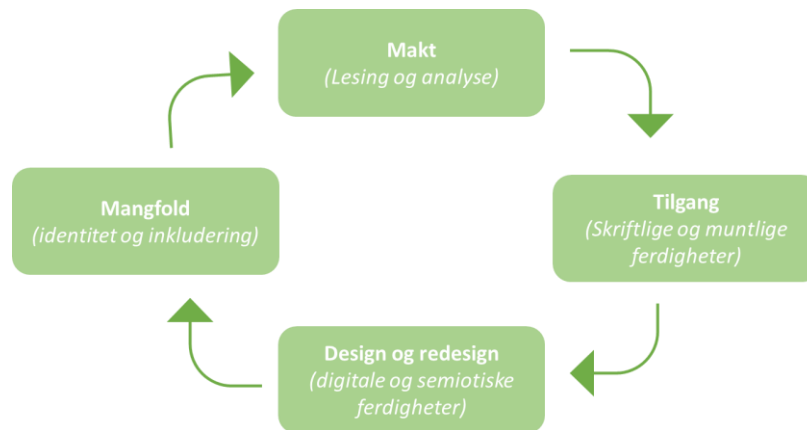 Makt
(Lesing og analyse)
Tilgang
(Skriftlige og muntlige
ferdigheter)
Design og redesign
(digitale og semiotiske
ferdigheter)
Mangfold
(identitet og inkludering)